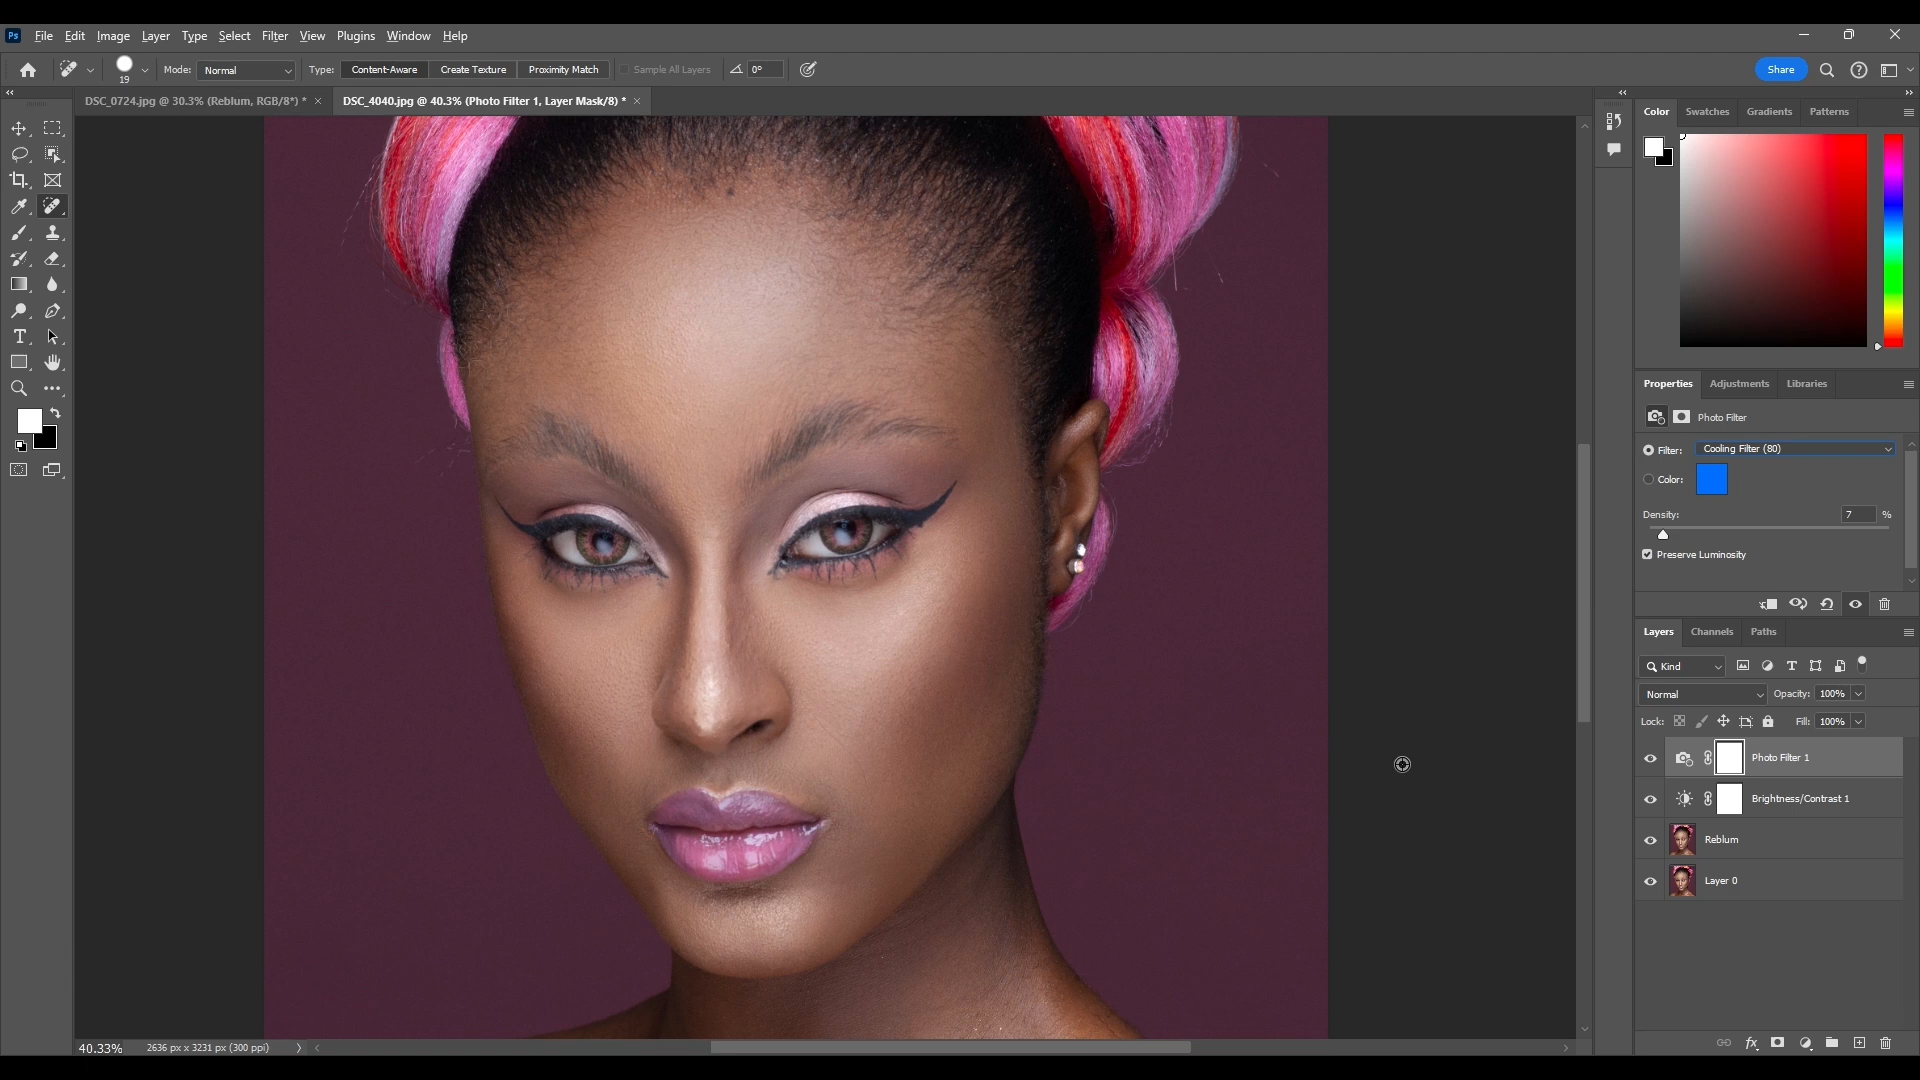 Ps File Edit Image Layer Type Select Filter View Plugins Window Help
19 Mode: Normal Type: Content-Aware Create Texture Proximity Match Sample All Layers 0° Share
DSC_0724.jpg @ 30.3% (Reblum, RGB/8*) * DSC_4040.jpg @ 40.3% (Photo Filter 1, Layer Mask/8) *
Color Swatches Gradients Patterns
Properties Adjustments Libraries
Photo Filter
Filter: Cooling Filter (80)
Color:
Density: 7 %
Preserve Luminosity
Layers Channels Paths
Kind
Normal Opacity: 100%
Lock: Fill: 100%
Photo Filter 1
Brightness/Contrast 1
Reblum
Layer 0
40.33% 2636 px x 3231 px (300 ppi)